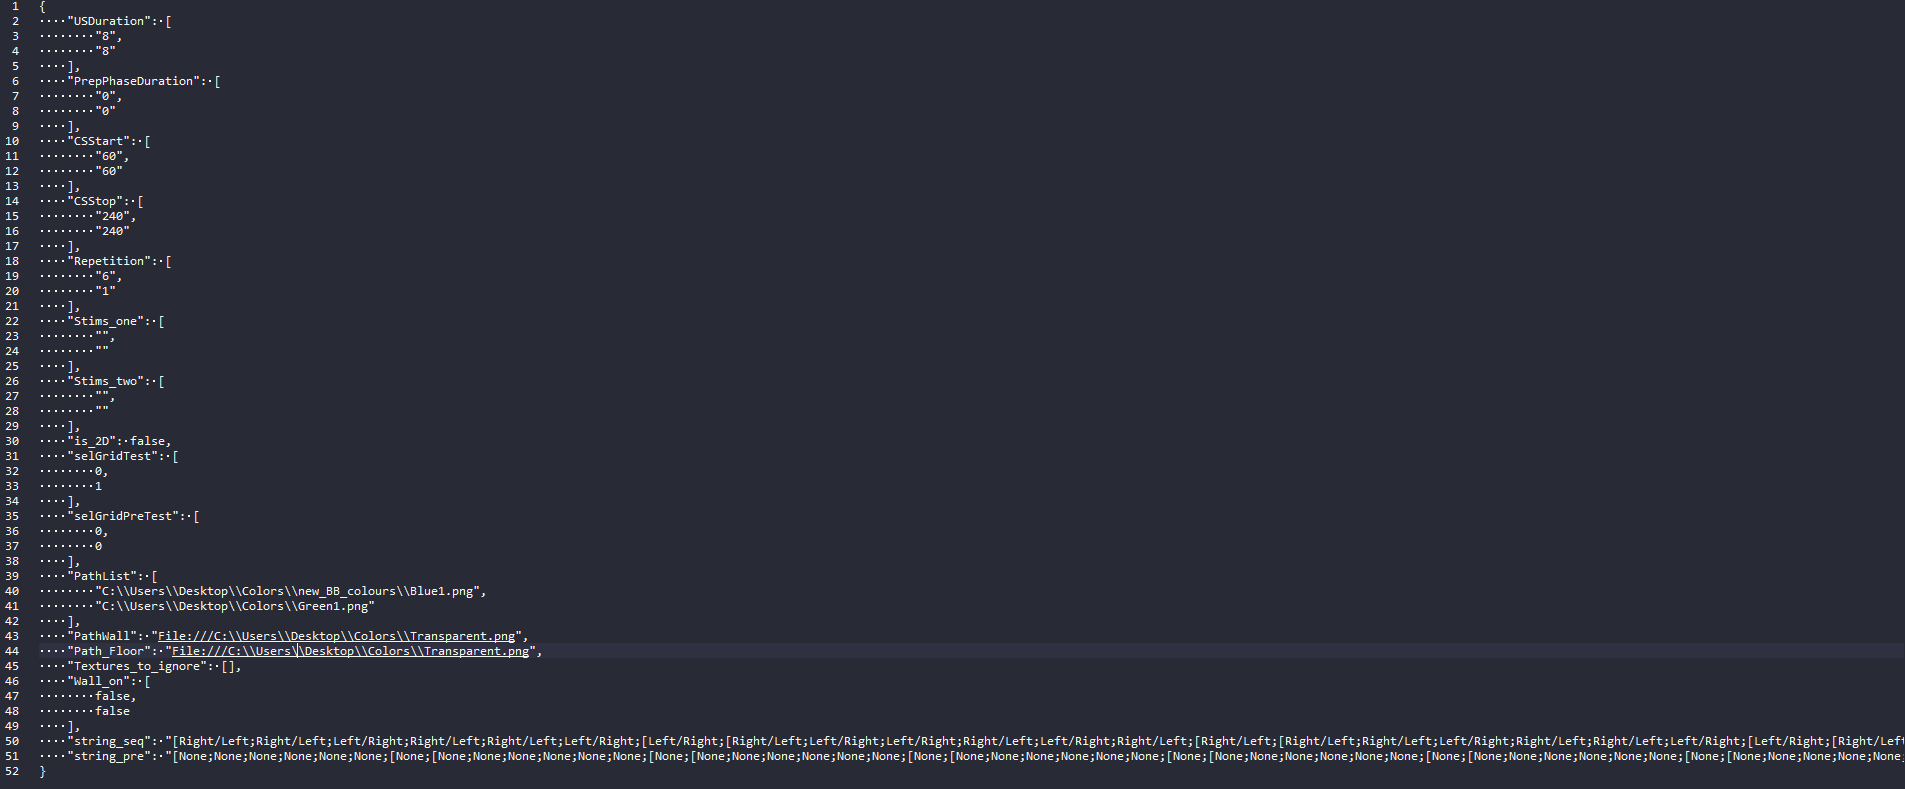 1 {
2     "USDuration": [
3         "8",
4         "8"
5     ],
6     "PrepPhaseDuration": [
7         "0",
8         "0"
9     ],
10     "CSStart": [
11         "60",
12         "60"
13     ],
14     "CSStop": [
15         "240",
16         "240"
17     ],
18     "Repetition": [
19         "6",
20         "1"
21     ],
22     "Stims_one": [
23         "",
24         ""
25     ],
26     "Stims_two": [
27         "",
28         ""
29     ],
30     "is_2D": false,
31     "selGridTest": [
32         0,
33         1
34     ],
35     "selGridPreTest": [
36         0,
37         0
38     ],
39     "PathList": [
40         "C:\\Users\\Desktop\\Colors\\new_BB_colours\\Blue1.png",
41         "C:\\Users\\Desktop\\Colors\\Green1.png"
42     ],
43     "PathWall": "File:///C:\\Users\\Desktop\\Colors\\Transparent.png",
44     "Path_Floor": "File:///C:\\Users\\Desktop\\Colors\\Transparent.png",
45     "Textures_to_ignore": [],
46     "Wall_on": [
47         false,
48         false
49     ],
50     "string_seq": "[Right/Left;Right/Left;Left/Right;Right/Left;Right/Left;Left/Right;[Left/Right;[Right/Left;Left/Right;Left/Right;Right/Left;Left/Right;Right/Left;[Right/Left;[Right/Left;Right/Left;Left/Right;Right/Left;Right/Left;Left/Right;[Left/Right;[Right/Lef
51     "string_pre": "[None;None;None;None;None;None;[None;[None;None;None;None;None;None;[None;[None;None;None;None;None;None;[None;[None;None;None;None;None;None;[None;[None;None;None;None;None;None;[None;[None;None;None;None;None;None;[None;[None;None;None;None;None;
52 }